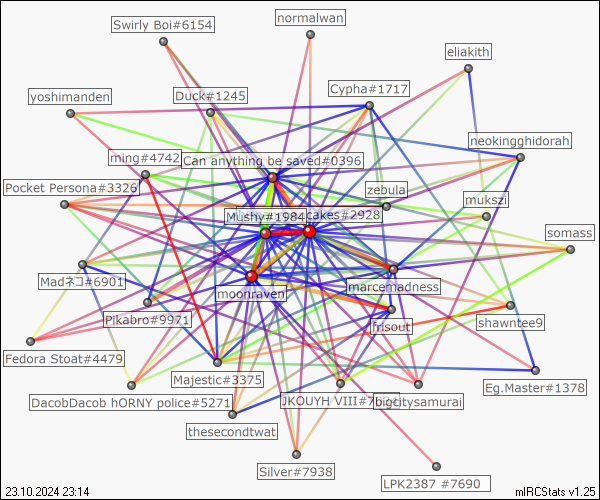 normalwan
Swirly Boi#6154
eliakith
Cypha#1717
Duck#1245
yoshimanden
neokingghidorah
ming#4742
Can anything be saved#0396
Pocket Persona#3326
zebula
mukszi
Mushy#1984
cakes#2928
somass
Madネコ#6901
marcemadness
moonraven
Pikabro#9971
shawntee9
frisout
Fedora Stoat#4479
Majestic#3375
Eg.Master#1378
DacobDacob hORNY police#5271
JKOUYH VIII#7
bigcitysamurai
thesecondtwat
Silver#7938
LPK2387 #7690
23.10.2024 23:14
mIRCStats v1.25